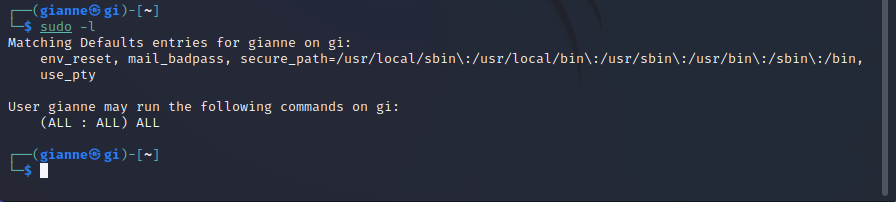 ┌──(gianne㉿gi)-[~]
└─$ sudo -l
Matching Defaults entries for gianne on gi:
    env_reset, mail_badpass, secure_path=/usr/local/sbin\:/usr/local/bin\:/usr/sbin\:/usr/bin\:/sbin\:/bin,
    use_pty

User gianne may run the following commands on gi:
    (ALL : ALL) ALL

┌──(gianne㉿gi)-[~]
└─$